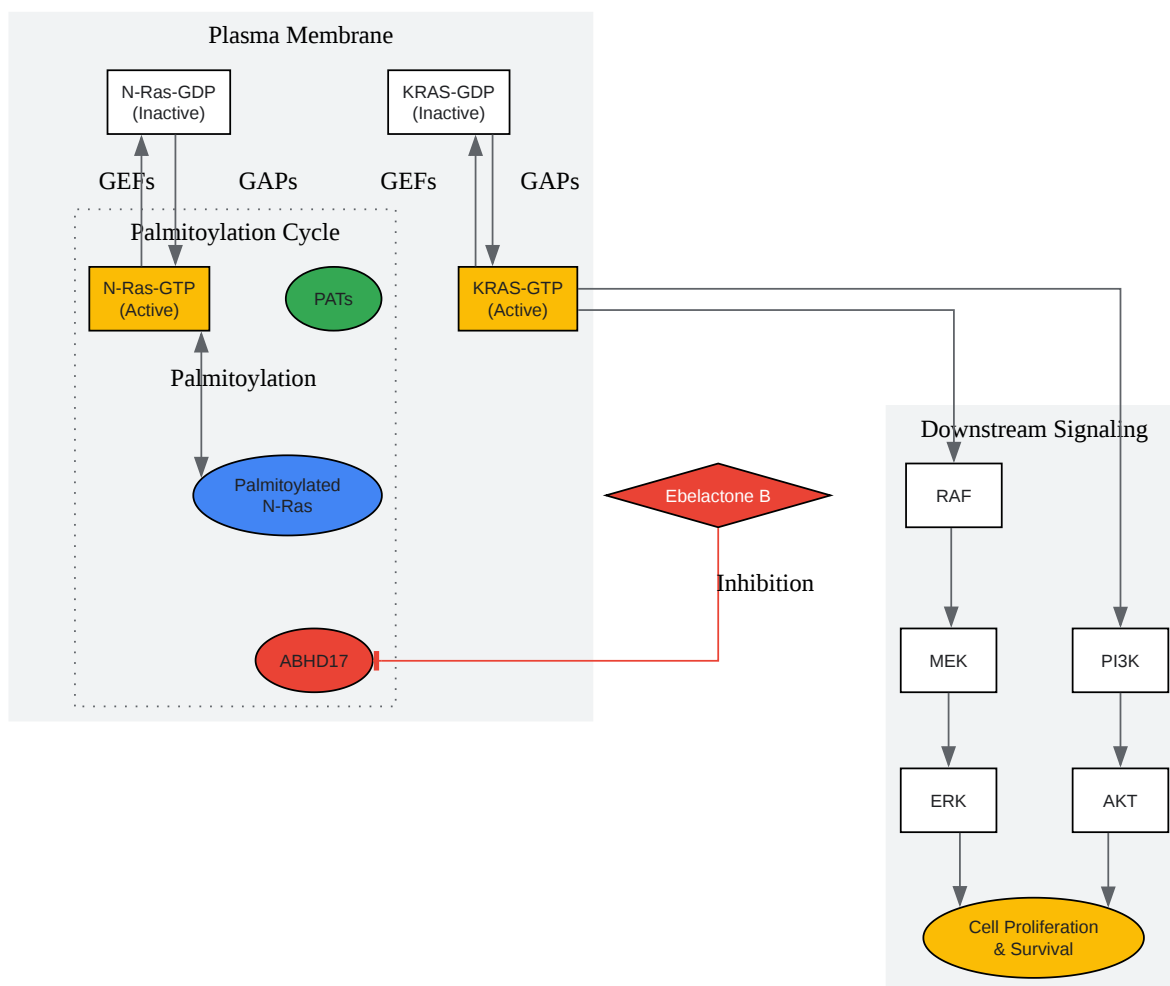 Plasma Membrane
N-Ras-GDP
(Inactive)
KRAS-GDP
(Inactive)
GEFs
GAPs
GEFs
GAPs
Palmitoylation Cycle
N-Ras-GTP
(Active)
PATs
KRAS-GTP
(Active)
Palmitoylation
Palmitoylated
N-Ras
Ebelactone B
Inhibition
ABHD17
Downstream Signaling
RAF
MEK
PI3K
ERK
AKT
Cell Proliferation
& Survival